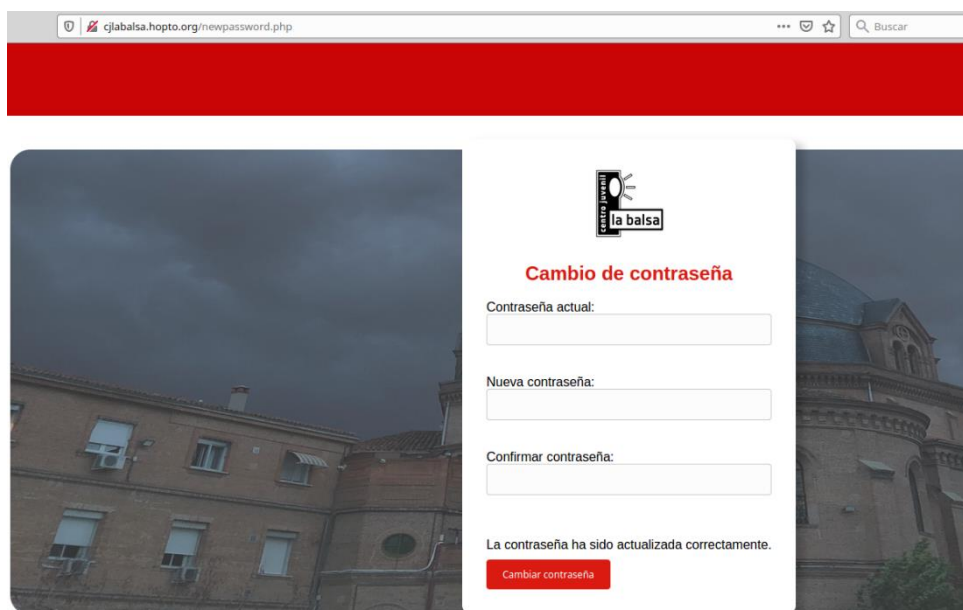 cjlabalsa.hopto.org/newpassword.php
Buscar
centro juvenil
la balsa
Cambio de contraseña
Contraseña actual:
Nueva contraseña:
Confirmar contraseña:
La contraseña ha sido actualizada correctamente.
Cambiar contraseña